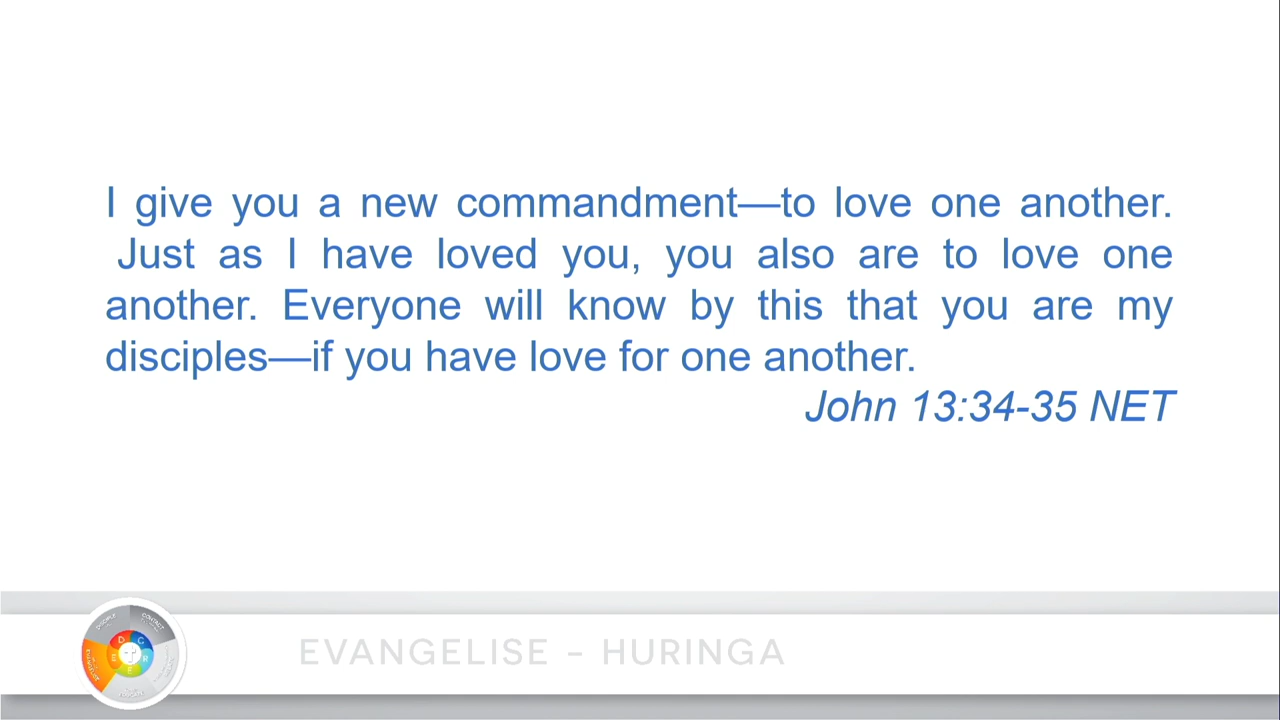 I give you a new commandment—to love one another.
Just as I have loved you, you also are to love one
another. Everyone will know by this that you are my
disciples—if you have love for one another.
John 13:34-35 NET
EVANGELISE - HURINGA
DISCIPLE
CONTACT
D
C
E
R
E